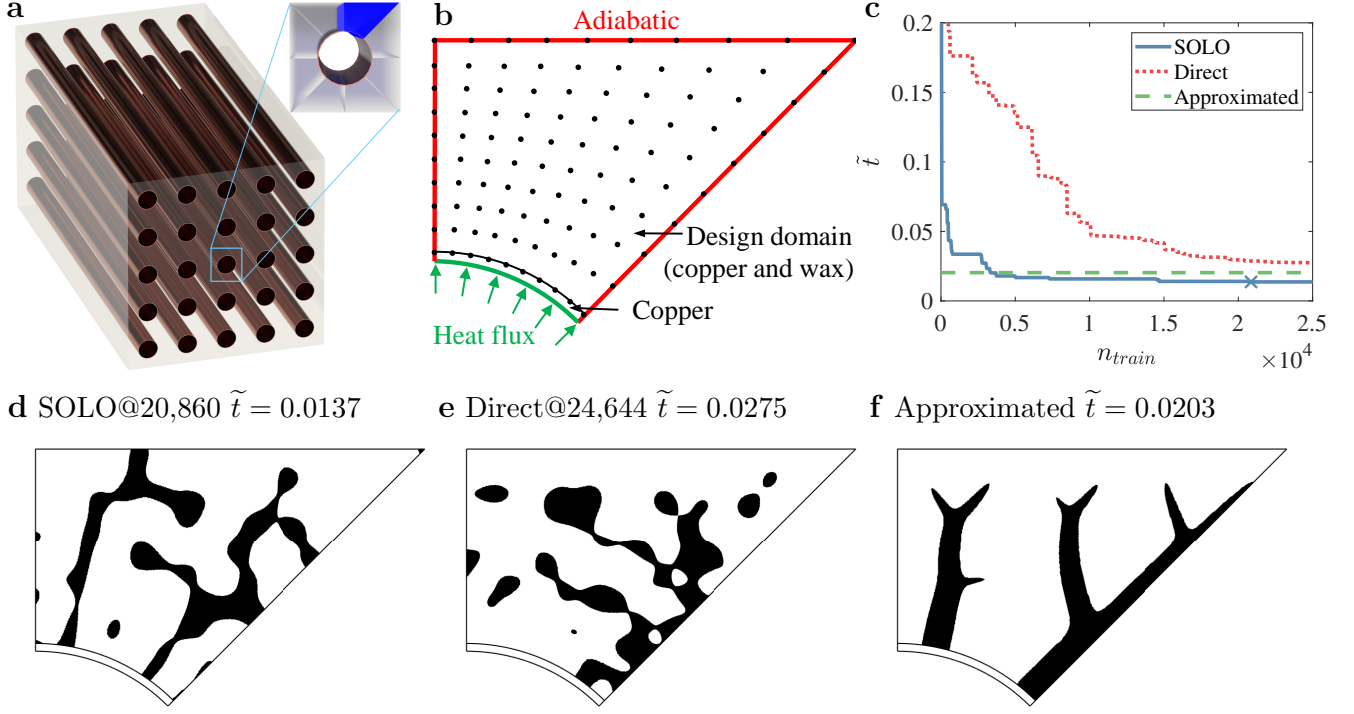 a
b
Adiabatic
Design domain
(copper and wax)
Copper
Heat flux
c
0.2
0.15
0.1
0.05
0
t̃
SOLO
Direct
Approximated
0 0.5 1 1.5 2 2.5
n_train
×10⁴
d SOLO@20,860 t̃ = 0.0137
e Direct@24,644 t̃ = 0.0275
f Approximated t̃ = 0.0203